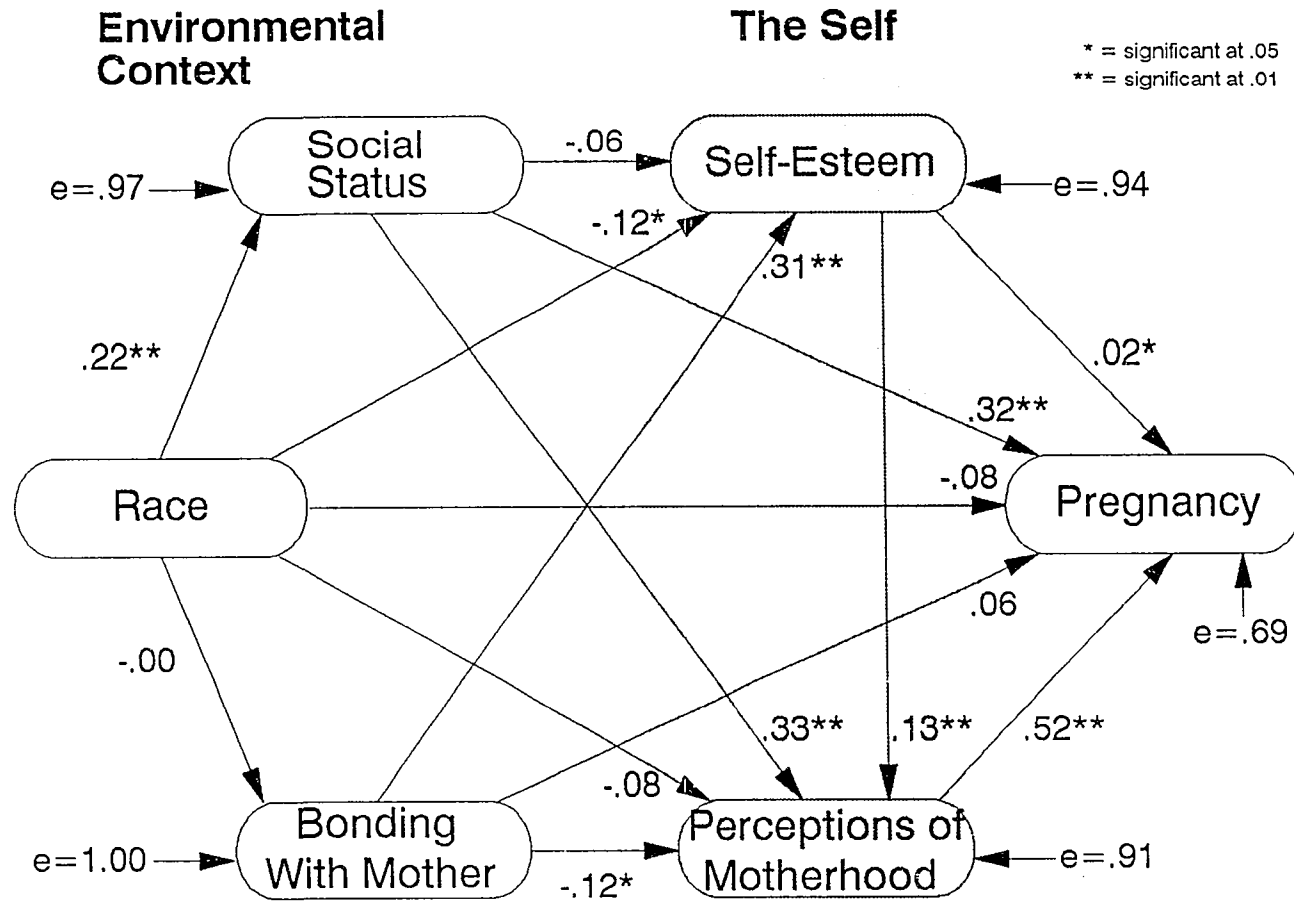 Environmental
Context
The Self
* = significant at .05
** = significant at .01
Social
Status
-.06
Self-Esteem
e=.97
e=.94
-.12*
.31**
.22**
.02*
.32**
Race
-.08
Pregnancy
.06
e=.69
-.00
.33**
.13**
.52**
-.08
Bonding
With Mother
Perceptions of
Motherhood
e=1.00
-.12*
e=.91